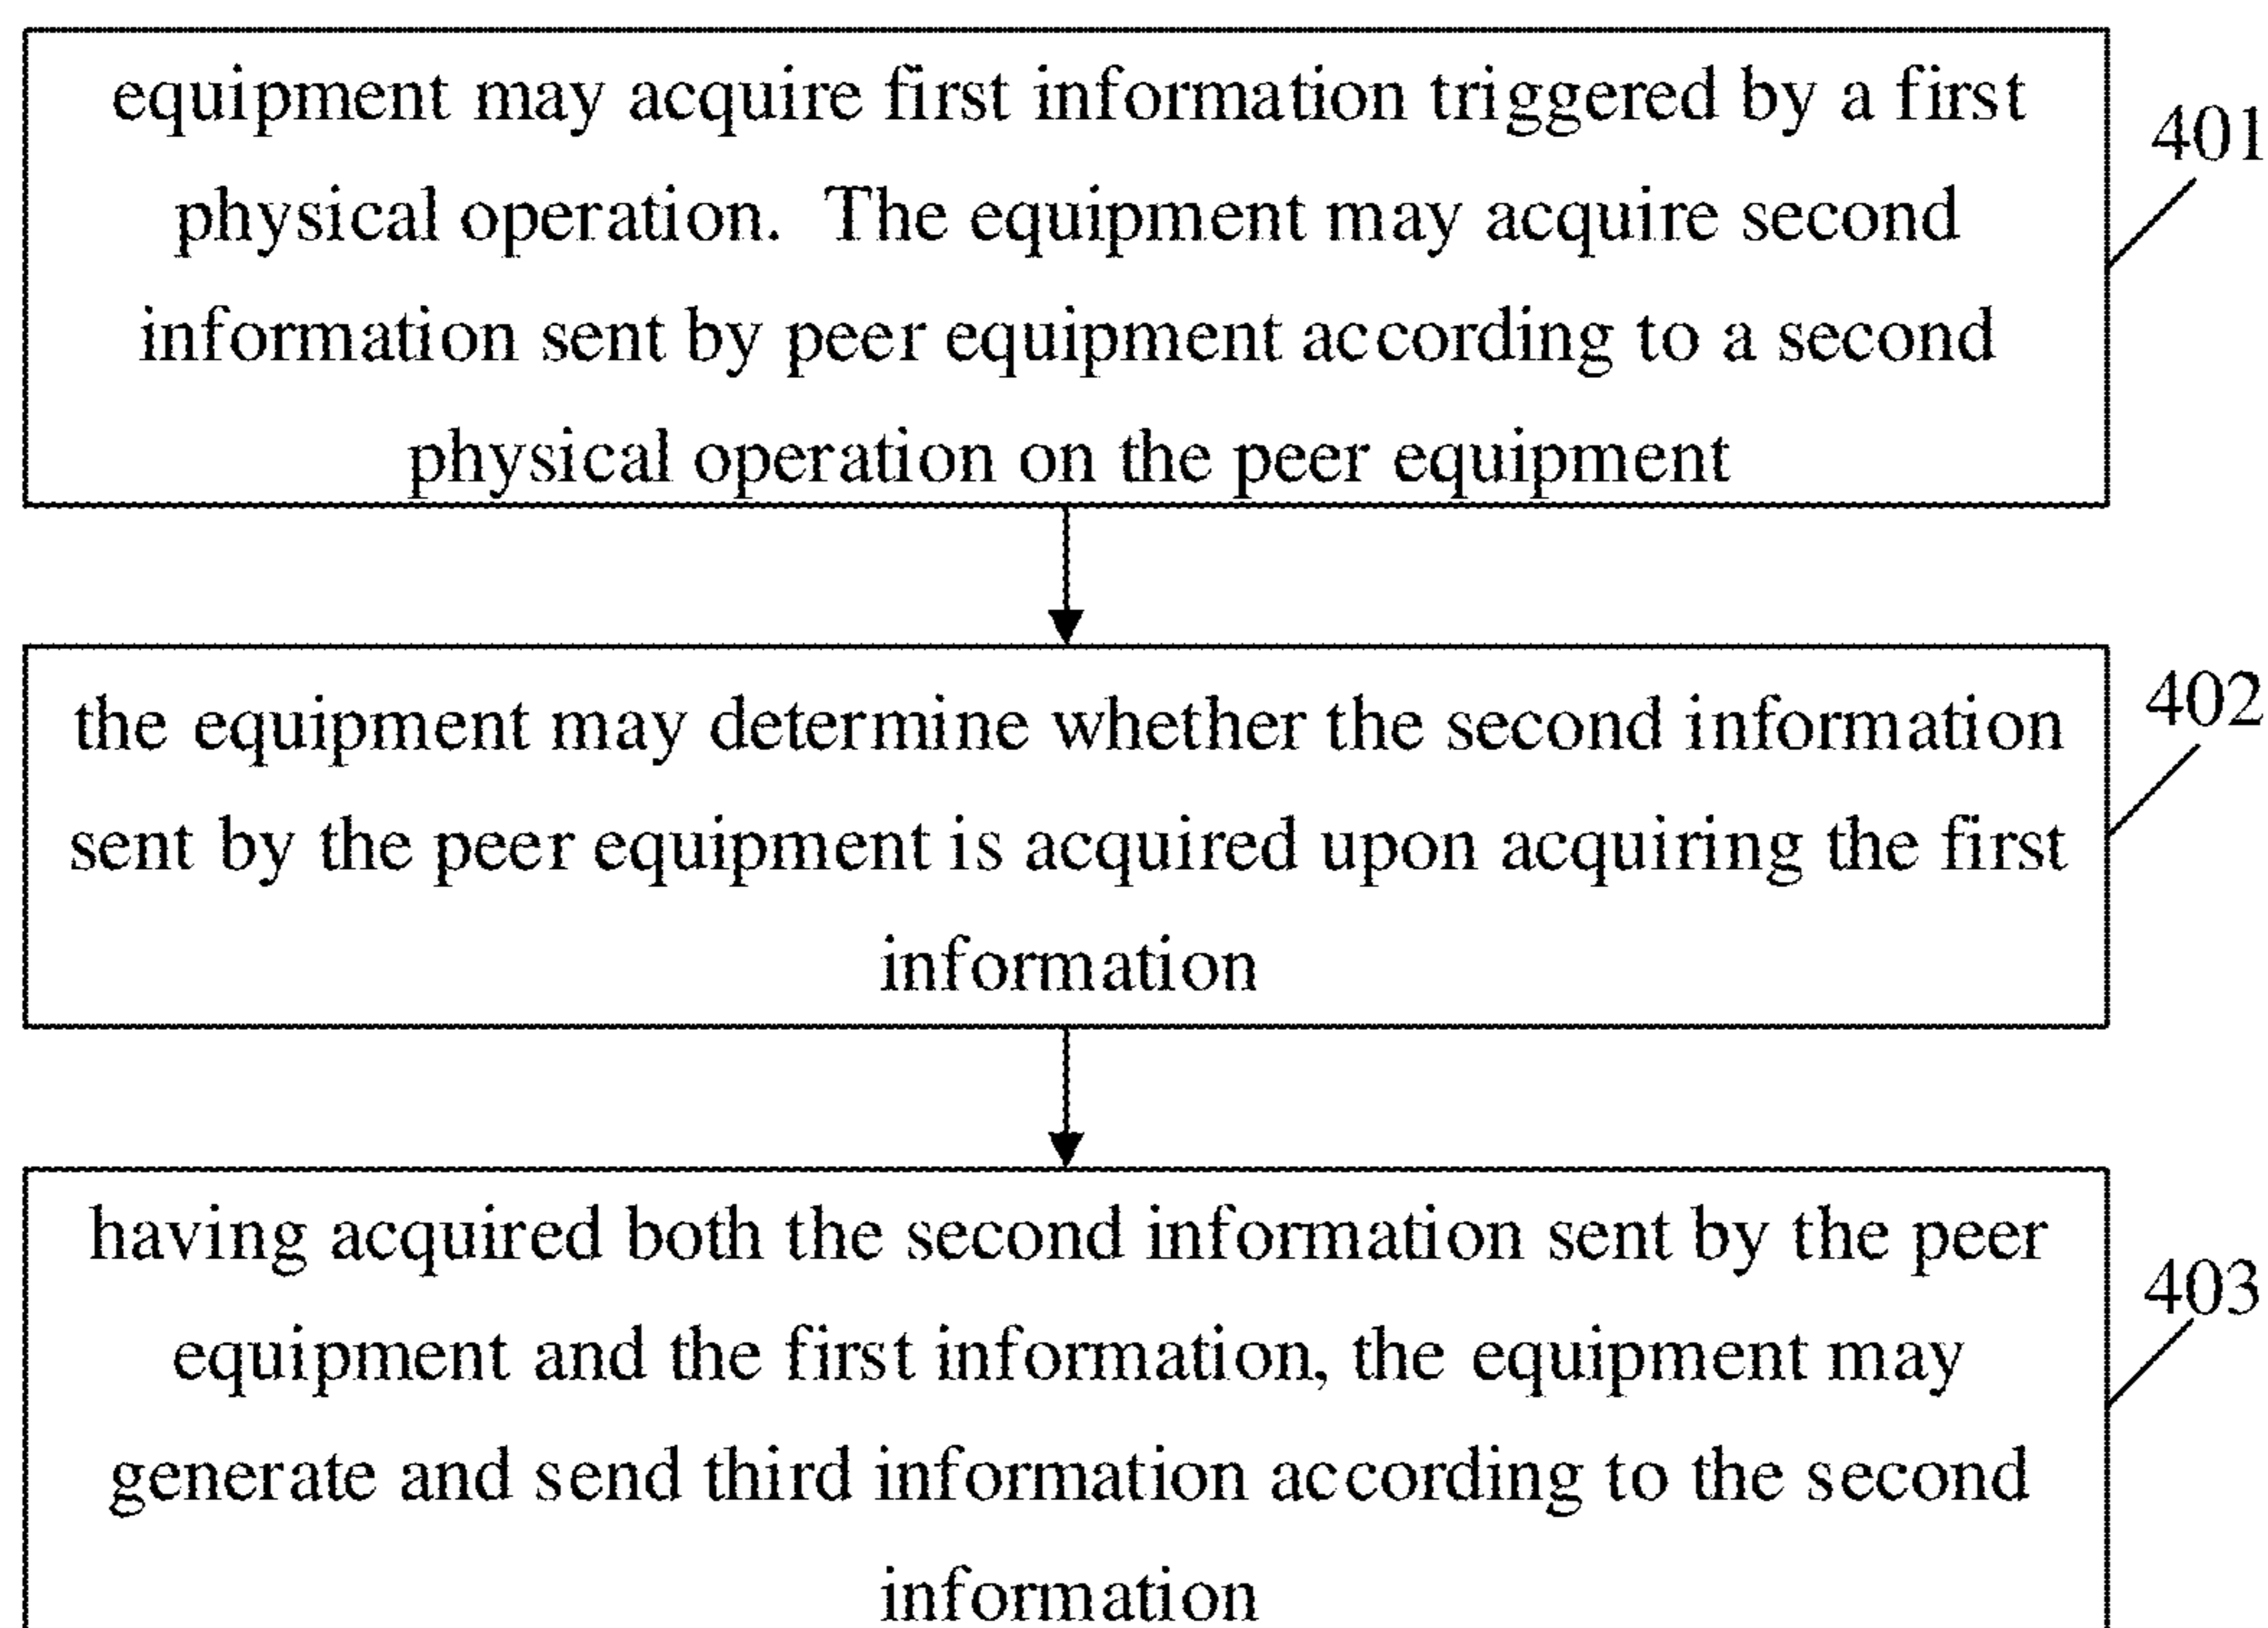 equipment may acquire first information triggered by a first
physical operation. The equipment may acquire second
information sent by peer equipment according to a second
physical operation on the peer equipment
401
the equipment may determine whether the second information
sent by the peer equipment is acquired upon acquiring the first
information
402
having acquired both the second information sent by the peer
equipment and the first information, the equipment may
generate and send third information according to the second
information
403